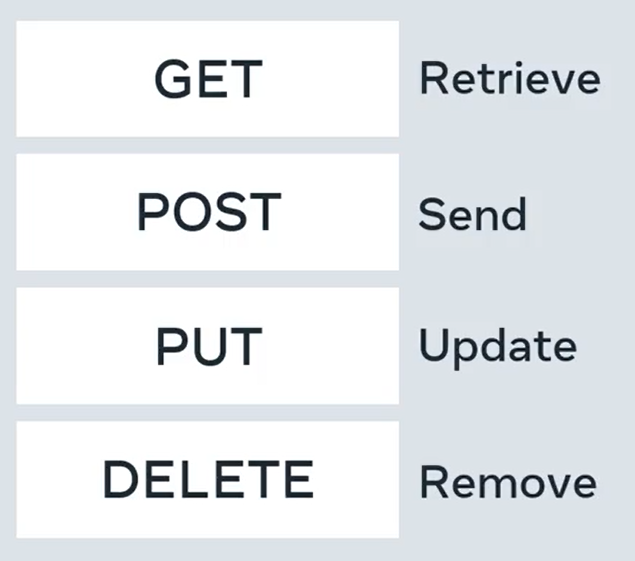 GET Retrieve
POST Send
PUT Update
DELETE Remove